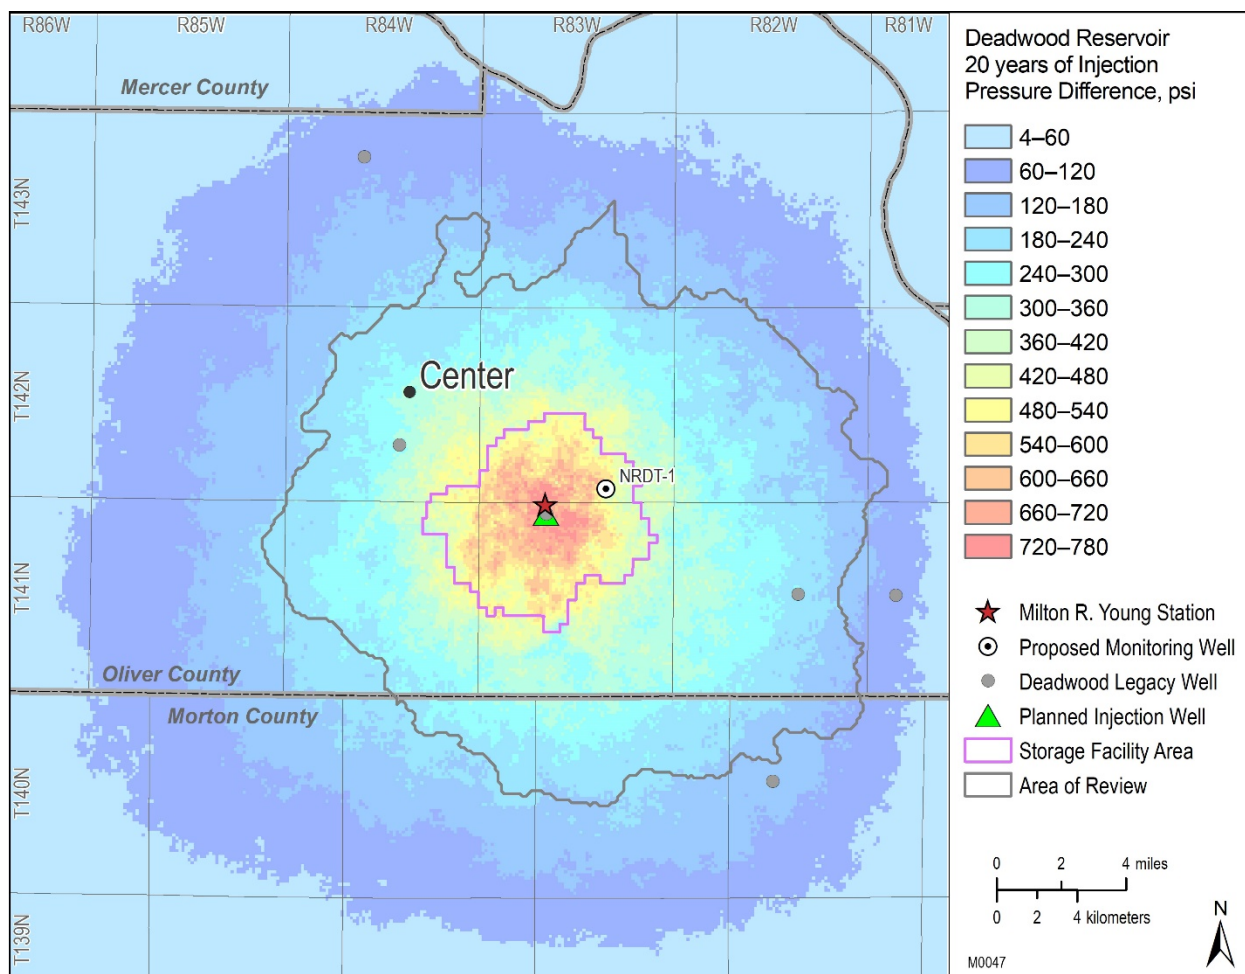 R86W
R85W
R84W
R83W
R82W
R81W
Mercer County
T143N
T142N
Center
NRDT-1
T141N
Oliver County
Morton County
T140N
T139N
Deadwood Reservoir
20 years of Injection
Pressure Difference, psi
4–60
60–120
120–180
180–240
240–300
300–360
360–420
420–480
480–540
540–600
600–660
660–720
720–780
Milton R. Young Station
Proposed Monitoring Well
Deadwood Legacy Well
Planned Injection Well
Storage Facility Area
Area of Review
0 2 4 miles
0 2 4 kilometers
N
M0047